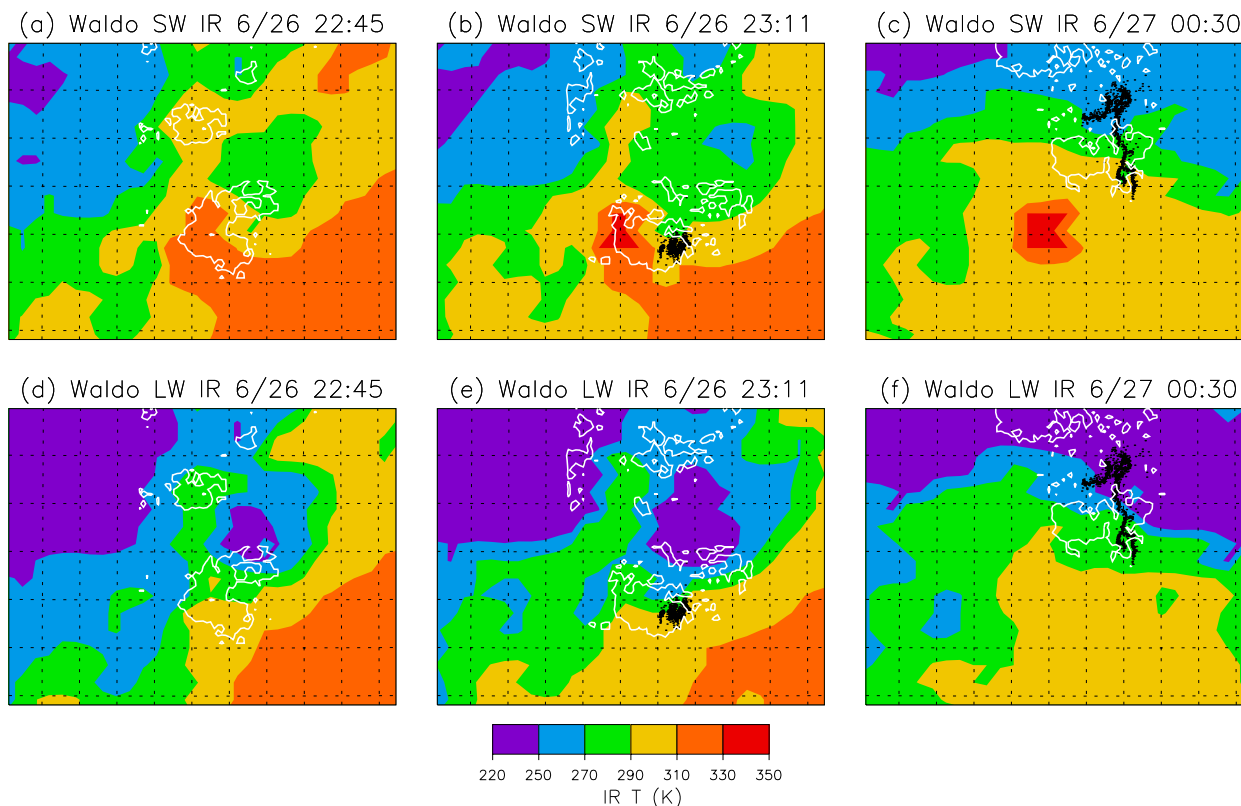 (a) Waldo SW IR 6/26 22:45
(b) Waldo SW IR 6/26 23:11
(c) Waldo SW IR 6/27 00:30
(d) Waldo LW IR 6/26 22:45
(e) Waldo LW IR 6/26 23:11
(f) Waldo LW IR 6/27 00:30
220 250 270 290 310 330 350
IR T (K)